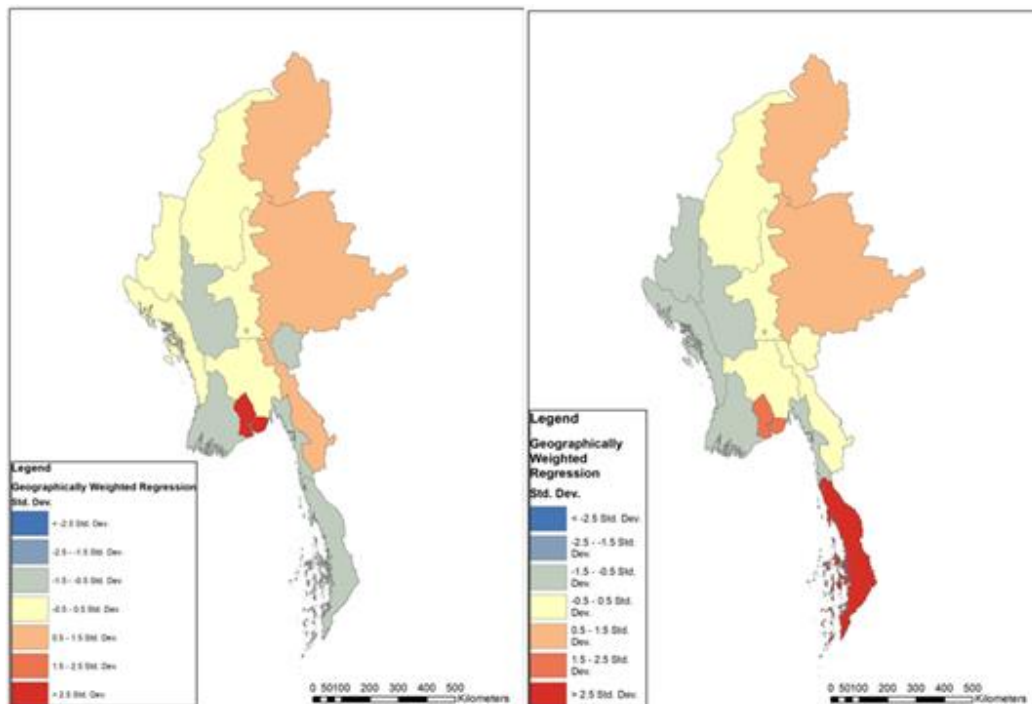 Legend
Geographically Weighted Regression
Std. Dev.
< -2.5 Std. Dev.
-2.5 - -1.5 Std. Dev.
-1.5 - -0.5 Std. Dev.
-0.5 - 0.5 Std. Dev.
0.5 - 1.5 Std. Dev.
1.5 - 2.5 Std. Dev.
> 2.5 Std. Dev.
0 50100 200 300 400 500
Kilometers
Legend
Geographically
Weighted
Regression
Std. Dev.
< -2.5 Std. Dev.
-2.5 - -1.5 Std.
Dev.
-1.5 - -0.5 Std.
Dev.
-0.5 - 0.5 Std.
Dev.
0.5 - 1.5 Std.
Dev.
1.5 - 2.5 Std.
Dev.
> 2.5 Std. Dev.
0 50100 200 300 400 500
Kilometers